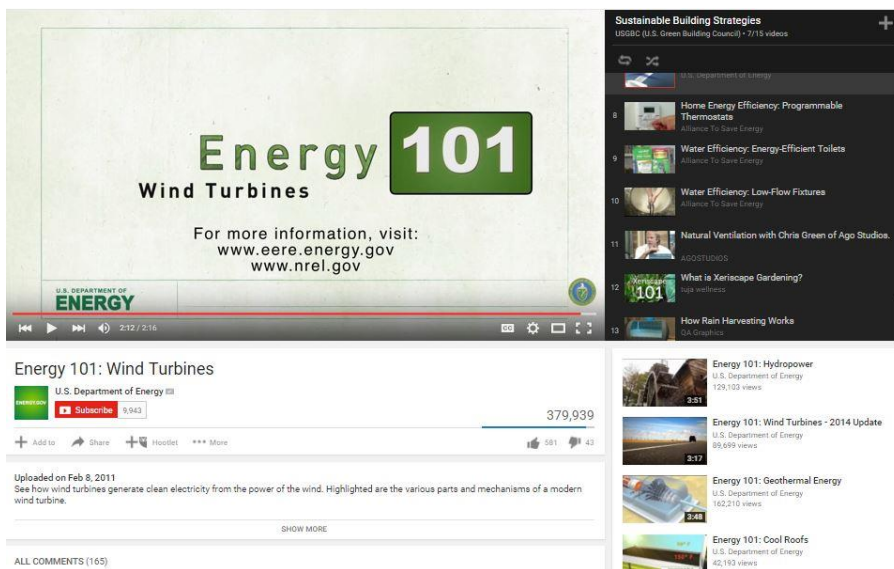 Energy 101
Wind Turbines
For more information, visit:
www.eere.energy.gov
www.nrel.gov
U.S. DEPARTMENT OF
ENERGY
2:12 / 2:16
CC
Sustainable Building Strategies
USGBC (U.S. Green Building Council) • 7/15 videos
U.S. Department of Energy
8
Home Energy Efficiency: Programmable
Thermostats
Alliance To Save Energy
9
Water Efficiency: Energy-Efficient Toilets
Alliance To Save Energy
10
Water Efficiency: Low-Flow Fixtures
Alliance To Save Energy
11
Natural Ventilation with Chris Green of Ago Studios.
AGOSTUDIOS
12
Xeriscape
101
What is Xeriscape Gardening?
suja wellness
13
How Rain Harvesting Works
QA Graphics
Energy 101: Wind Turbines
ENERGY.GOV
U.S. Department of Energy
Subscribe 9,943
379,939
Add to Share Hootlet More
581 43
Uploaded on Feb 8, 2011
See how wind turbines generate clean electricity from the power of the wind. Highlighted are the various parts and mechanisms of a modern
wind turbine.
SHOW MORE
ALL COMMENTS (165)
Energy 101: Hydropower
U.S. Department of Energy
129,103 views
3:51
Energy 101: Wind Turbines - 2014 Update
U.S. Department of Energy
89,699 views
3:17
Energy 101: Geothermal Energy
U.S. Department of Energy
162,210 views
3:48
Energy 101: Cool Roofs
U.S. Department of Energy
42,193 views